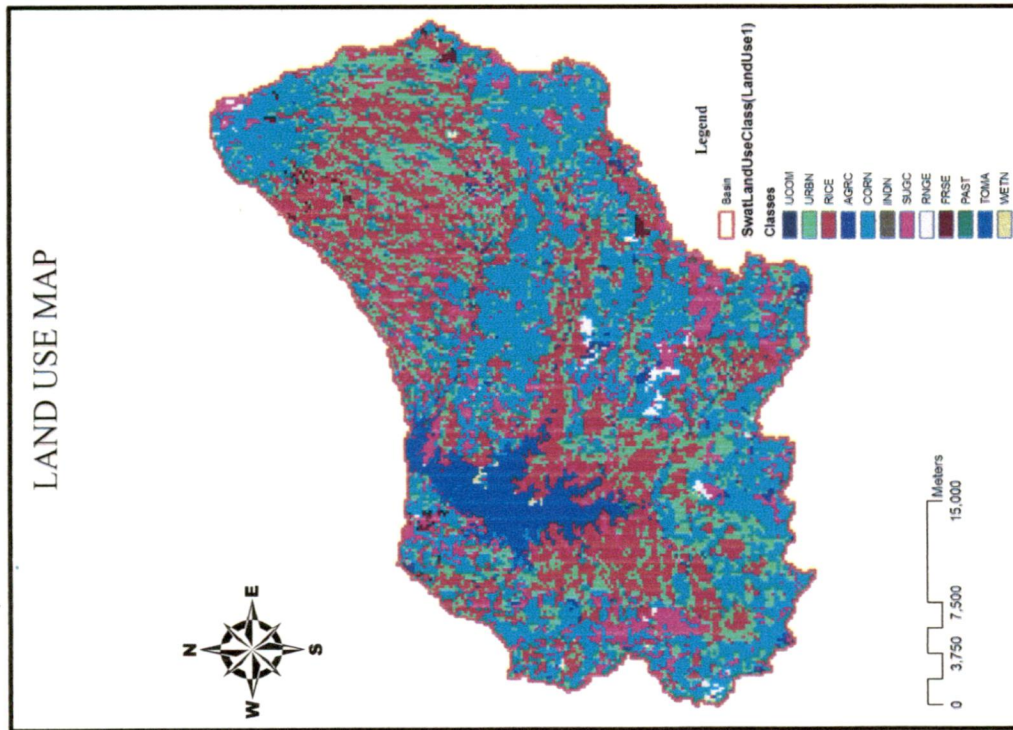 LAND USE MAP
N
W
E
S
Legend
Basin
SwatLandUseClass(LandUse1)
Classes
UCOM
URBN
RICE
AGRC
CORN
INDN
SUGC
RNGE
FRSE
PAST
TOMA
WETN
0 3,750 7,500 15,000
Meters